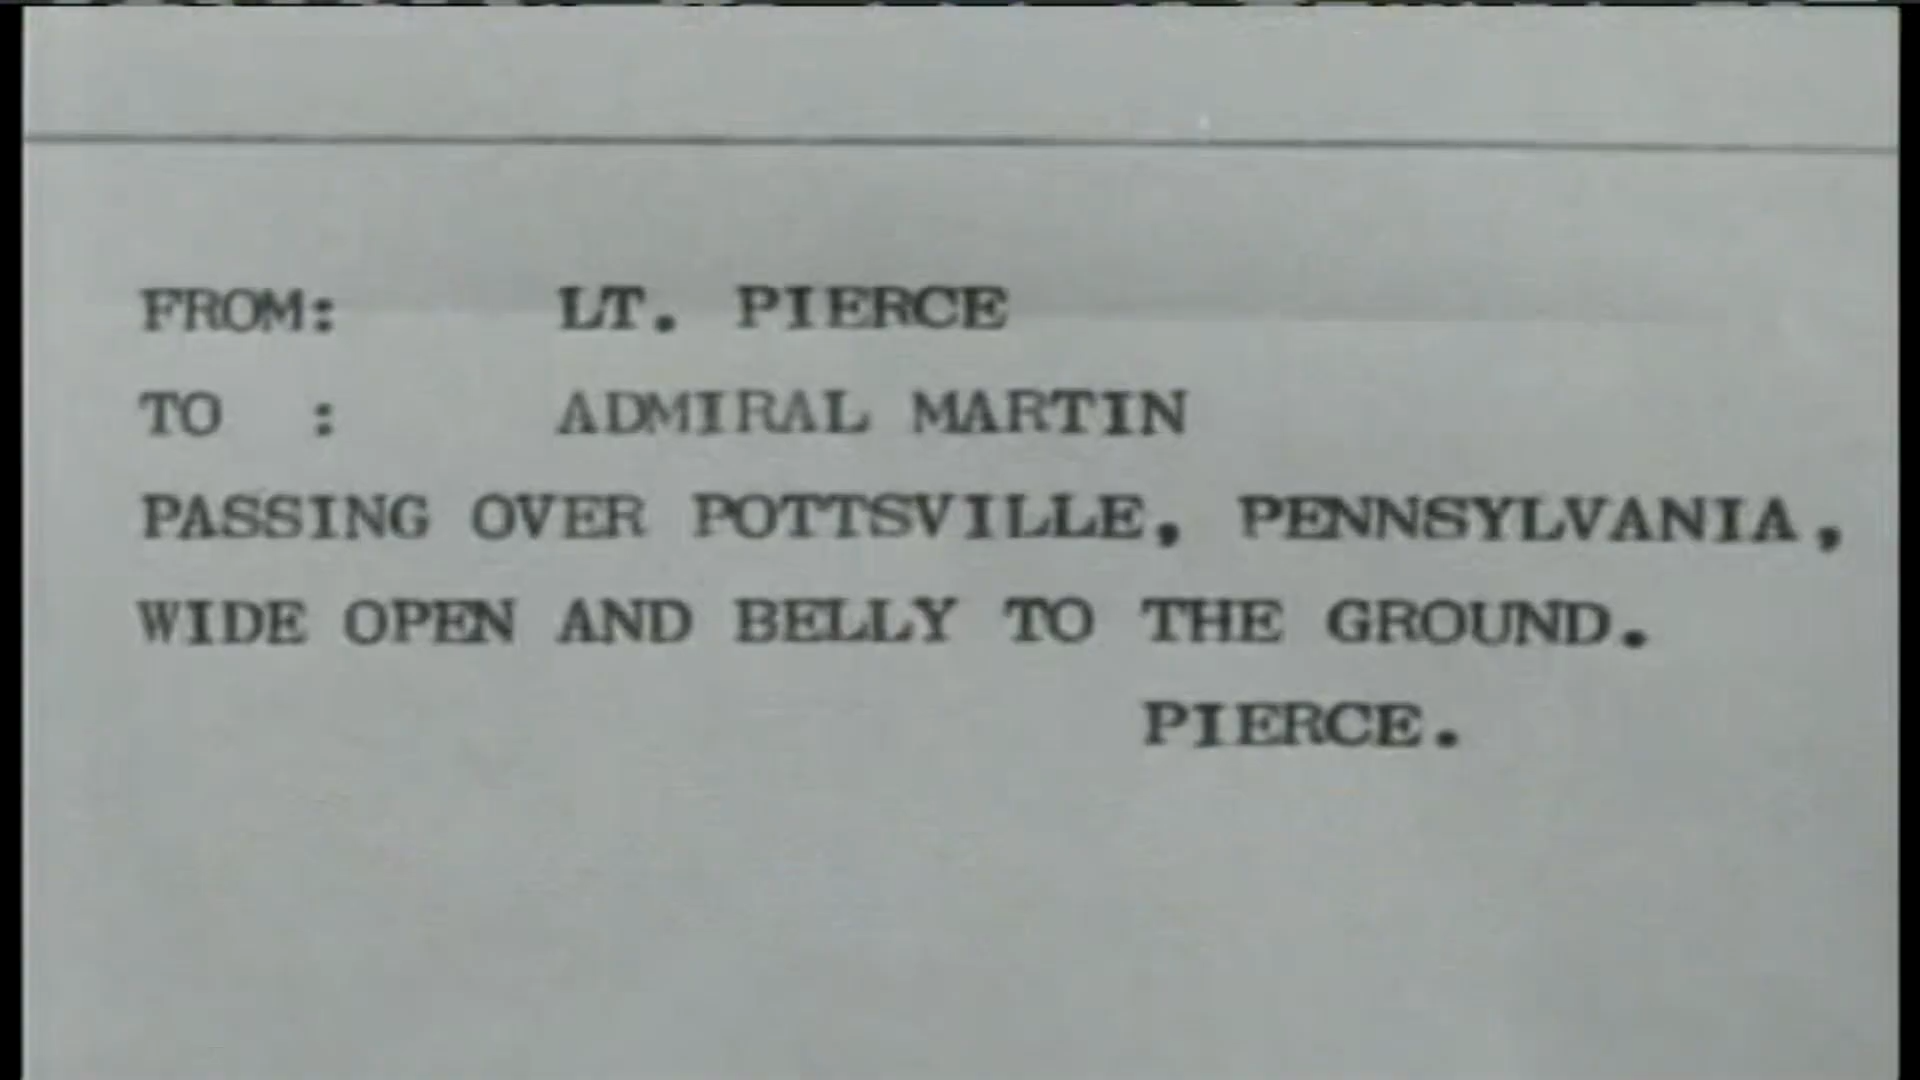 FROM: LT. PIERCE
TO : ADMIRAL MARTIN
PASSING OVER POTTSVILLE, PENNSYLVANIA,
WIDE OPEN AND BELLY TO THE GROUND.
PIERCE.